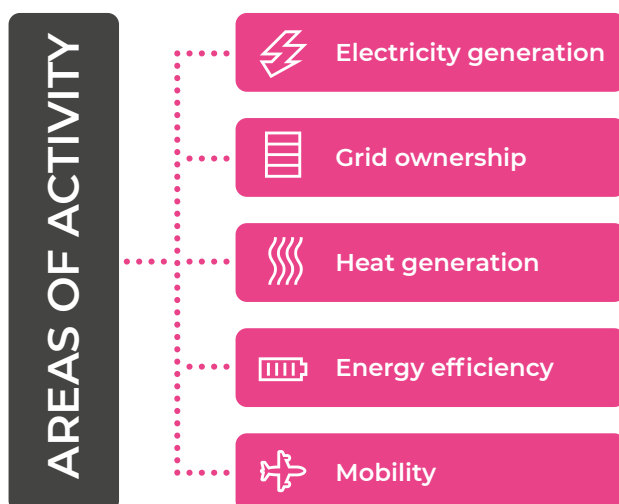 AREAS OF ACTIVITY
Electricity generation
Grid ownership
Heat generation
Energy efficiency
Mobility